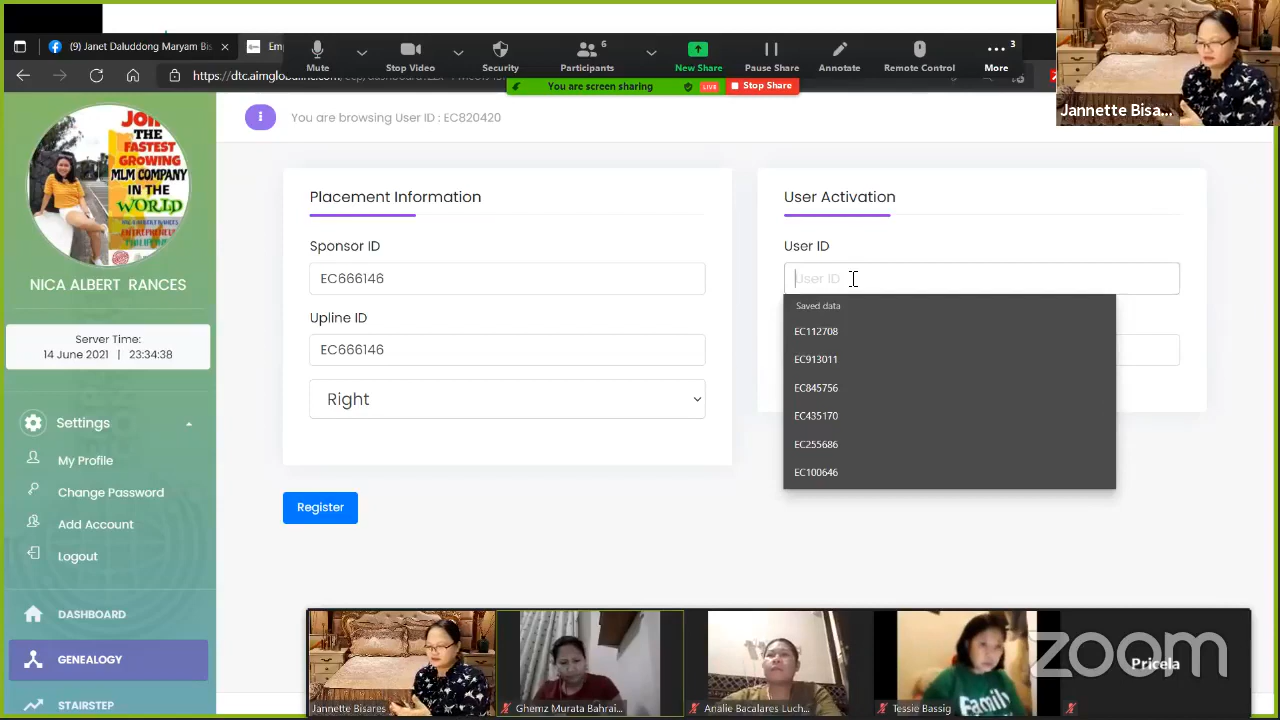 (9) Janet Daluddong Maryam Bis
Em
Mute
Stop Video
Security
6
Participants
New Share
Pause Share
Annotate
Remote Control
3
More
https://dtc.aimglobalinc.com
You are screen sharing
LIVE
Stop Share
Jannette Bisa...
You are browsing User ID : EC820420
JOIN
THE
FASTEST
GROWING
MLM COMPANY
IN THE
WORLD
NICA ALBERT RANCES
Server Time:
14 June 2021 | 23:34:38
Settings
My Profile
Change Password
Add Account
Logout
DASHBOARD
GENEALOGY
STAIRSTEP
Placement Information
Sponsor ID
EC666146
Upline ID
EC666146
Right
Register
User Activation
User ID
User ID
Saved data
EC112708
EC913011
EC845756
EC435170
EC255686
EC100646
Jannette Bisares
Ghemz Murata Bahrai...
Analie Bacalares Luch...
Tessie Bassig
Family
Pricela
zoom